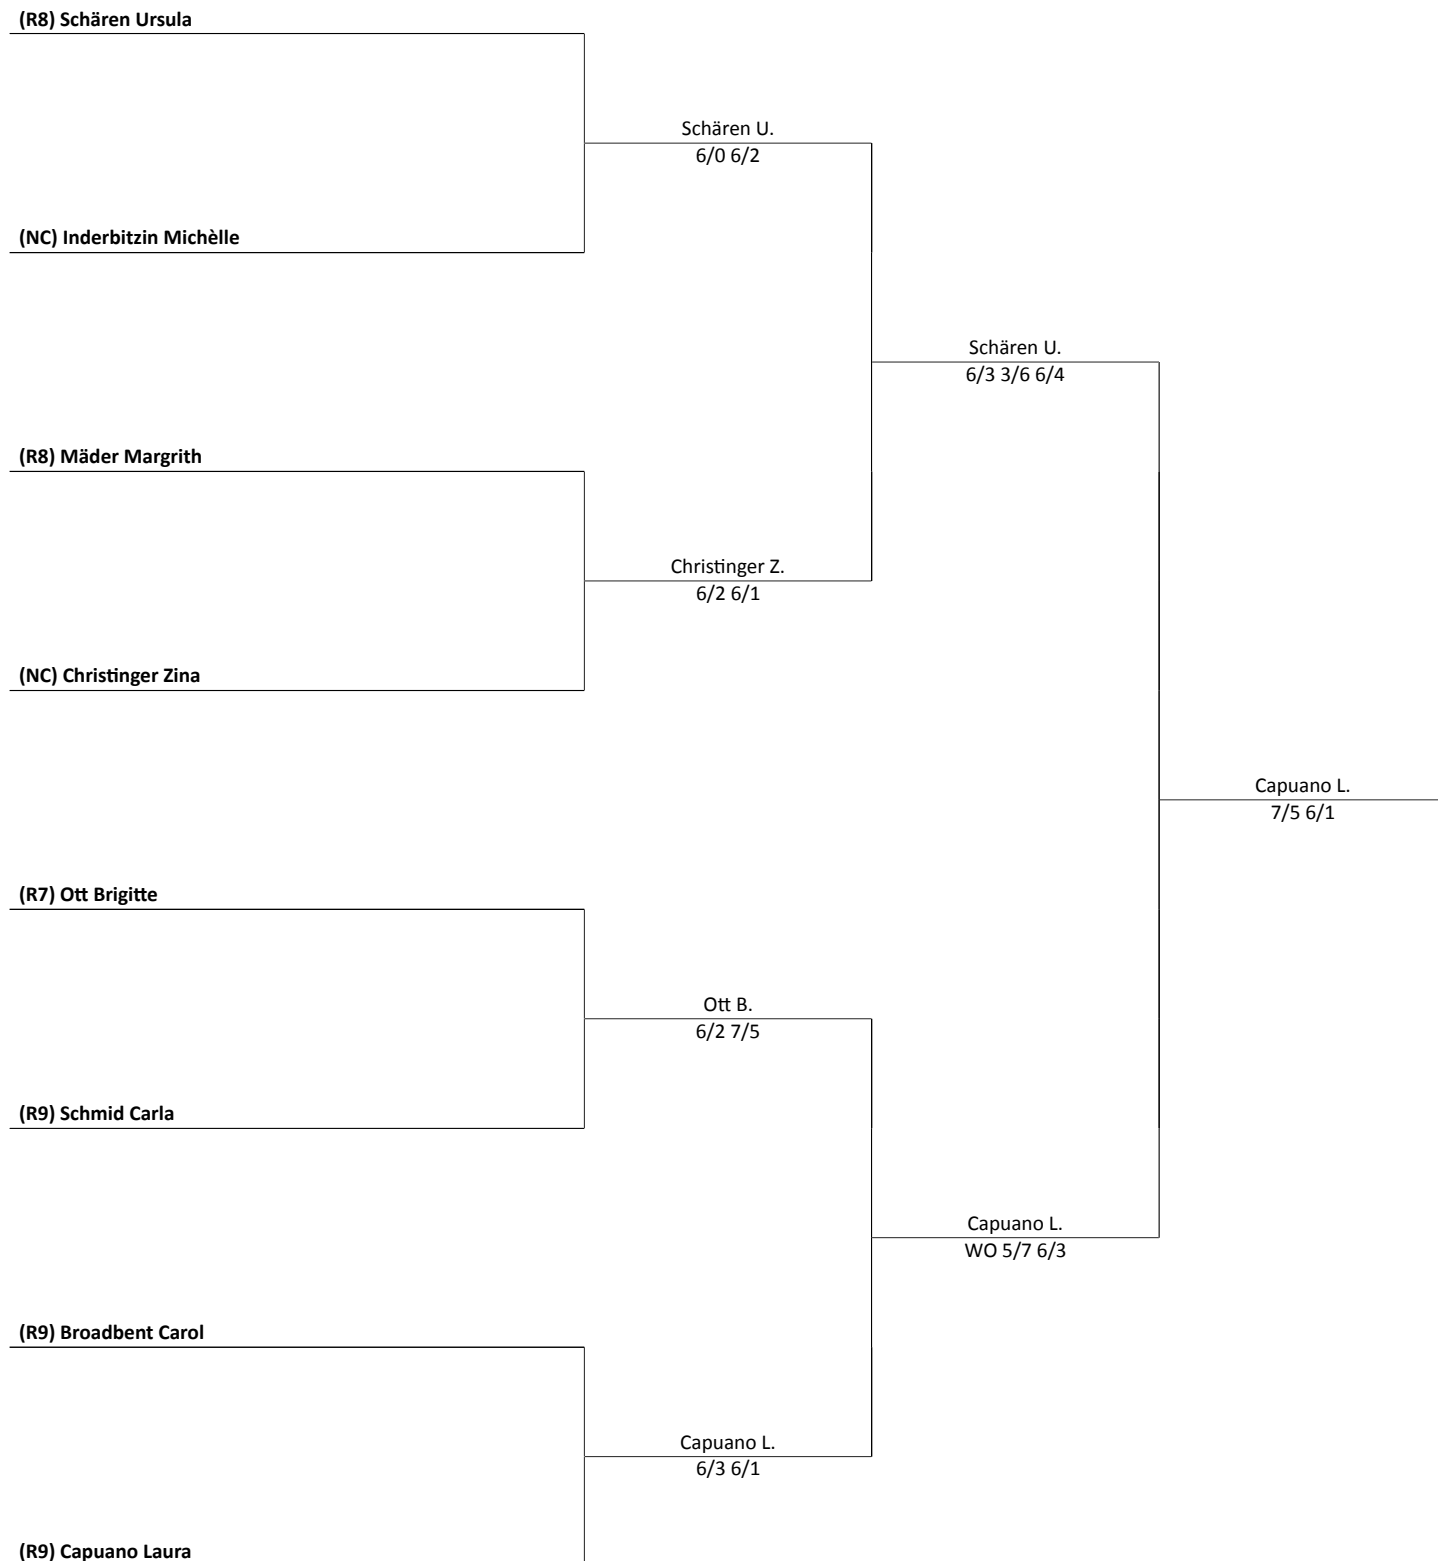 (R8) Schären Ursula
Schären U.
6/0 6/2
(NC) Inderbitzin Michèlle
Schären U.
6/3 3/6 6/4
(R8) Mäder Margrith
Christinger Z.
6/2 6/1
(NC) Christinger Zina
Capuano L.
7/5 6/1
(R7) Ott Brigitte
Ott B.
6/2 7/5
(R9) Schmid Carla
Capuano L.
WO 5/7 6/3
(R9) Broadbent Carol
Capuano L.
6/3 6/1
(R9) Capuano Laura